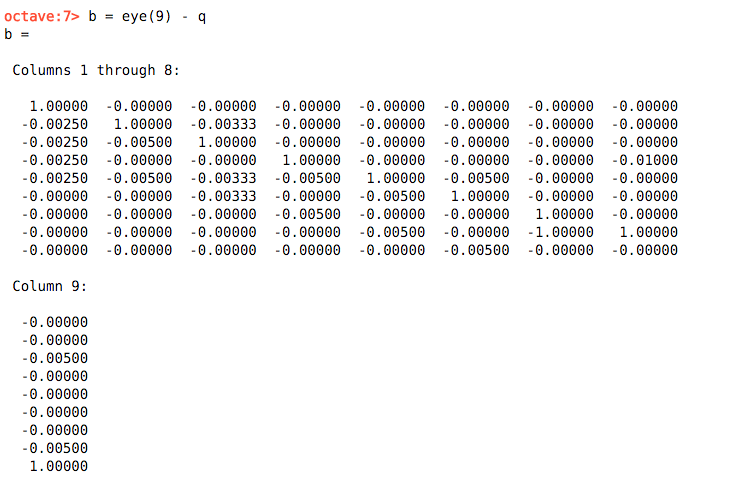 octave:7> b = eye(9) - q
b =
Columns 1 through 8:
1.00000 -0.00000 -0.00000 -0.00000 -0.00000 -0.00000 -0.00000 -0.00000
-0.00250 1.00000 -0.00333 -0.00000 -0.00000 -0.00000 -0.00000 -0.00000
-0.00250 -0.00500 1.00000 -0.00000 -0.00000 -0.00000 -0.00000 -0.00000
-0.00250 -0.00000 -0.00000 1.00000 -0.00000 -0.00000 -0.00000 -0.01000
-0.00250 -0.00500 -0.00333 -0.00500 1.00000 -0.00500 -0.00000 -0.00000
-0.00000 -0.00000 -0.00333 -0.00000 -0.00500 1.00000 -0.00000 -0.00000
-0.00000 -0.00000 -0.00000 -0.00500 -0.00000 -0.00000 1.00000 -0.00000
-0.00000 -0.00000 -0.00000 -0.00000 -0.00500 -0.00000 -1.00000 1.00000
-0.00000 -0.00000 -0.00000 -0.00000 -0.00000 -0.00500 -0.00000 -0.00000
Column 9:
-0.00000
-0.00000
-0.00500
-0.00000
-0.00000
-0.00000
-0.00000
-0.00500
1.00000